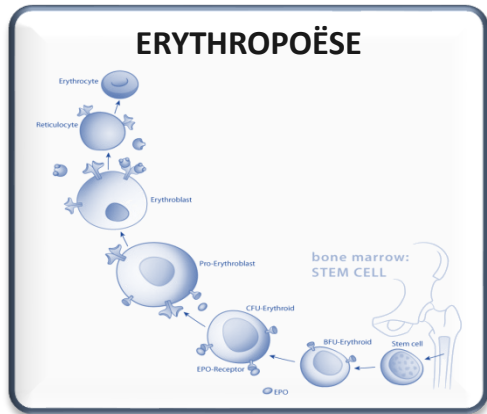 ERYTHROPOËSE
Erythrocyte
Reticulocyte
Erythroblast
Pro-Erythroblast
bone marrow:
STEM CELL
CFU-Erythroid
BFU-Erythroid
Stem cell
EPO-Receptor
EPO